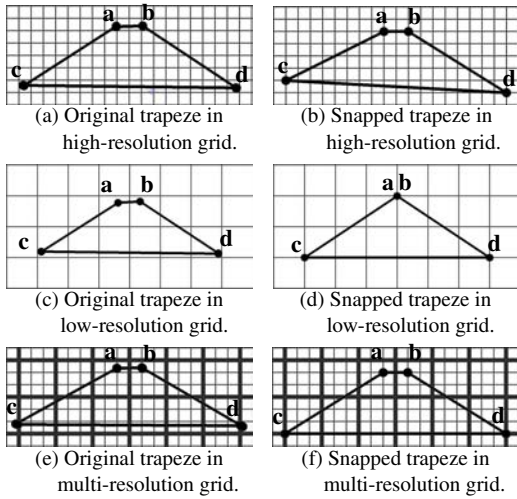 a b a b
c d c d
(a) Original trapeze in
high-resolution grid.
(b) Snapped trapeze in
high-resolution grid.
a b a b
c d c d
(c) Original trapeze in
low-resolution grid.
(d) Snapped trapeze in
low-resolution grid.
a b a b
c d c d
(e) Original trapeze in
multi-resolution grid.
(f) Snapped trapeze in
multi-resolution grid.